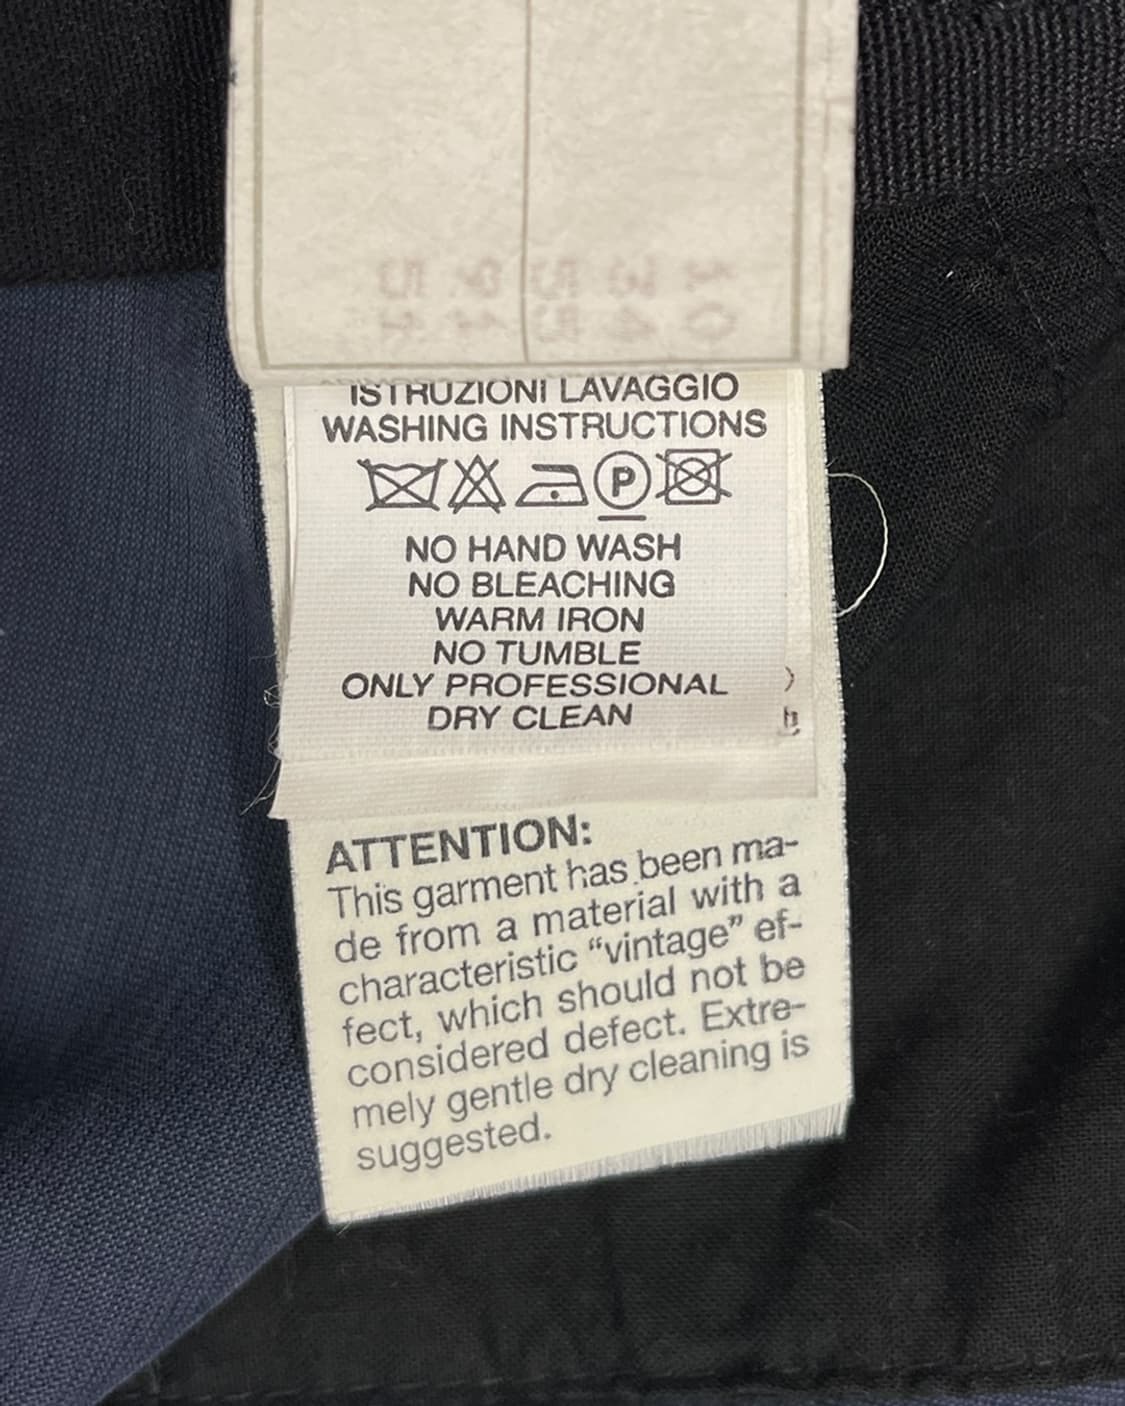 ISTRUZIONI LAVAGGIO
WASHING INSTRUCTIONS
P
NO HAND WASH
NO BLEACHING
WARM IRON
NO TUMBLE
ONLY PROFESSIONAL
DRY CLEAN
ATTENTION:
This garment has been ma-
de from a material with a
characteristic “vintage” ef-
fect, which should not be
considered defect. Extre-
mely gentle dry cleaning is
suggested.